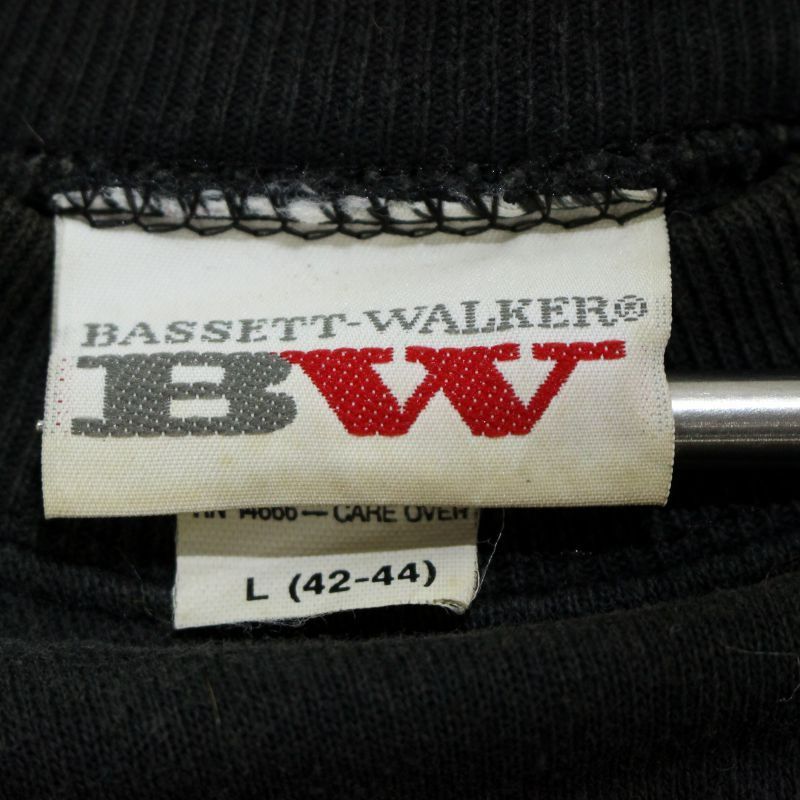 BASSETT-WALKER®
BW
RN 14666 — CARE OVER
L (42-44)